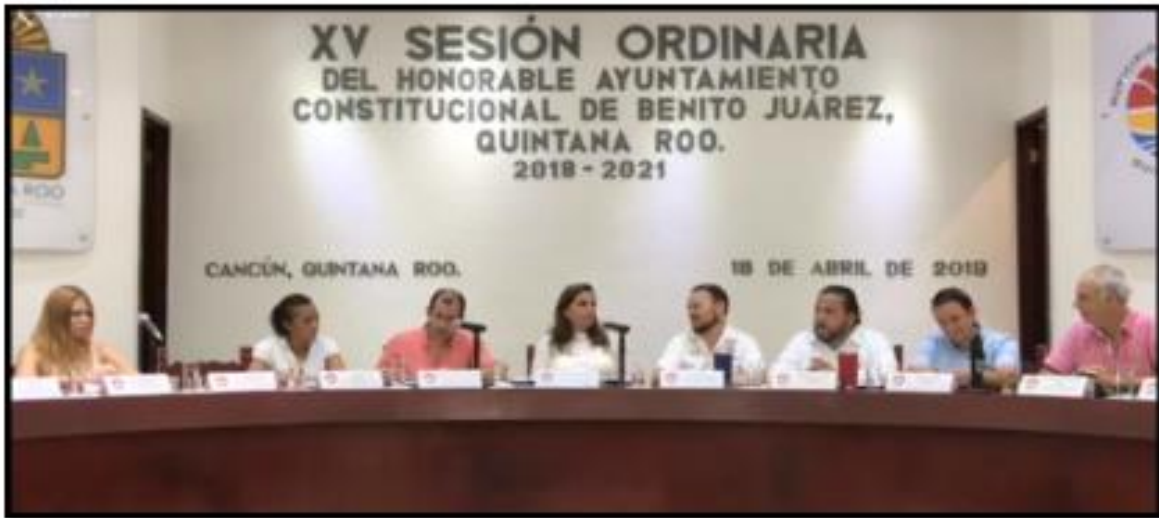 XV SESIÓN ORDINARIA
DEL HONORABLE AYUNTAMIENTO
CONSTITUCIONAL DE BENITO JUÁREZ,
QUINTANA ROO.
2018 - 2021
CANCÚN, QUINTANA ROO.
18 DE ABRIL DE 2019
ROO